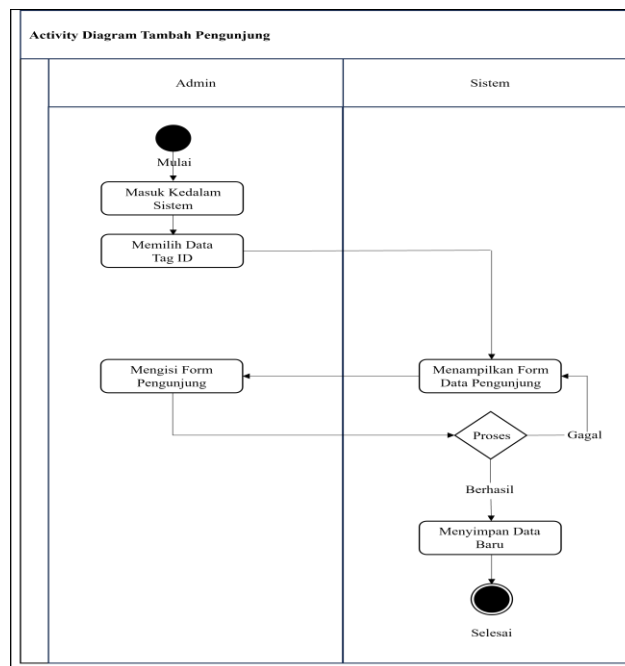 Activity Diagram Tambah Pengunjung
Admin
Sistem
Mulai
Masuk Kedalam
Sistem
Memilih Data
Tag ID
Mengisi Form
Pengunjung
Menampilkan Form
Data Pengunjung
Proses
Gagal
Berhasil
Menyimpan Data
Baru
Selesai